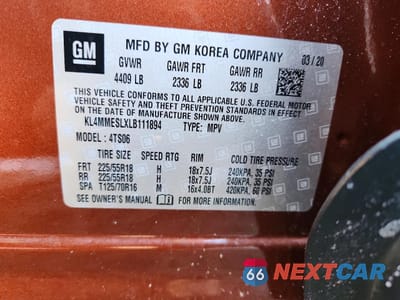 GM
MFD BY GM KOREA COMPANY 03/20
GVWR GAWR FRT GAWR RR
4409 LB 2336 LB 2336 LB
THIS VEHICLE CONFORMS TO ALL APPLICABLE U.S. FEDERAL MOTOR
VEHICLE SAFETY, BUMPER, AND THEFT PREVENTION STANDARDS IN EFFECT
ON THE DATE OF MANUFACTURE SHOWN ABOVE.
KL4MMESLXLB111894 TYPE: MPV
MODEL: 4TS06
TIRE SIZE SPEED RTG RIM COLD TIRE PRESSURE
FRT 225/55R18 H 18x7.5J 240KPA, 35 PSI
RR 225/55R18 H 18x7.5J 240KPA, 35 PSI
SPA T125/70R16 M 16x4.0BT 420KPA, 60 PSI
SEE OWNER'S MANUAL FOR MORE INFORMATION.
66 NEXTCAR